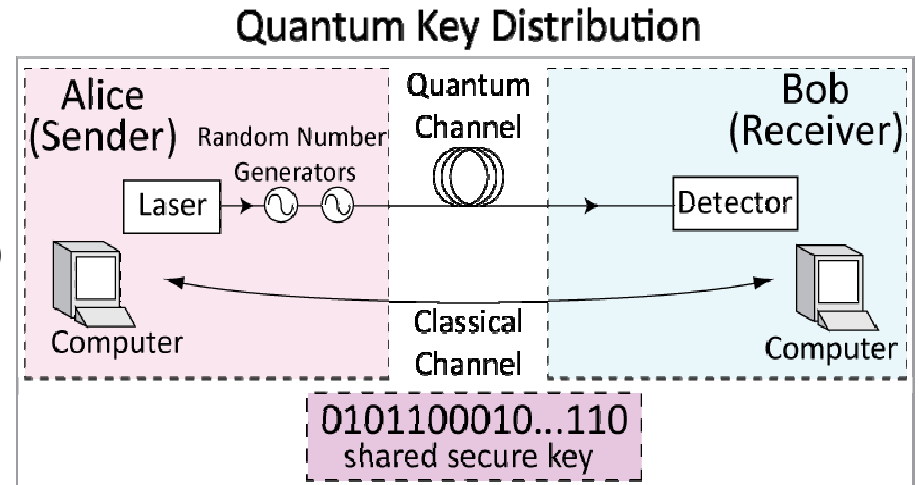 Quantum Key Distribution
Alice
(Sender)
Random Number
Generators
Laser
Computer
Quantum
Channel
Classical
Channel
Bob
(Receiver)
Detector
Computer
0101100010...110
shared secure key